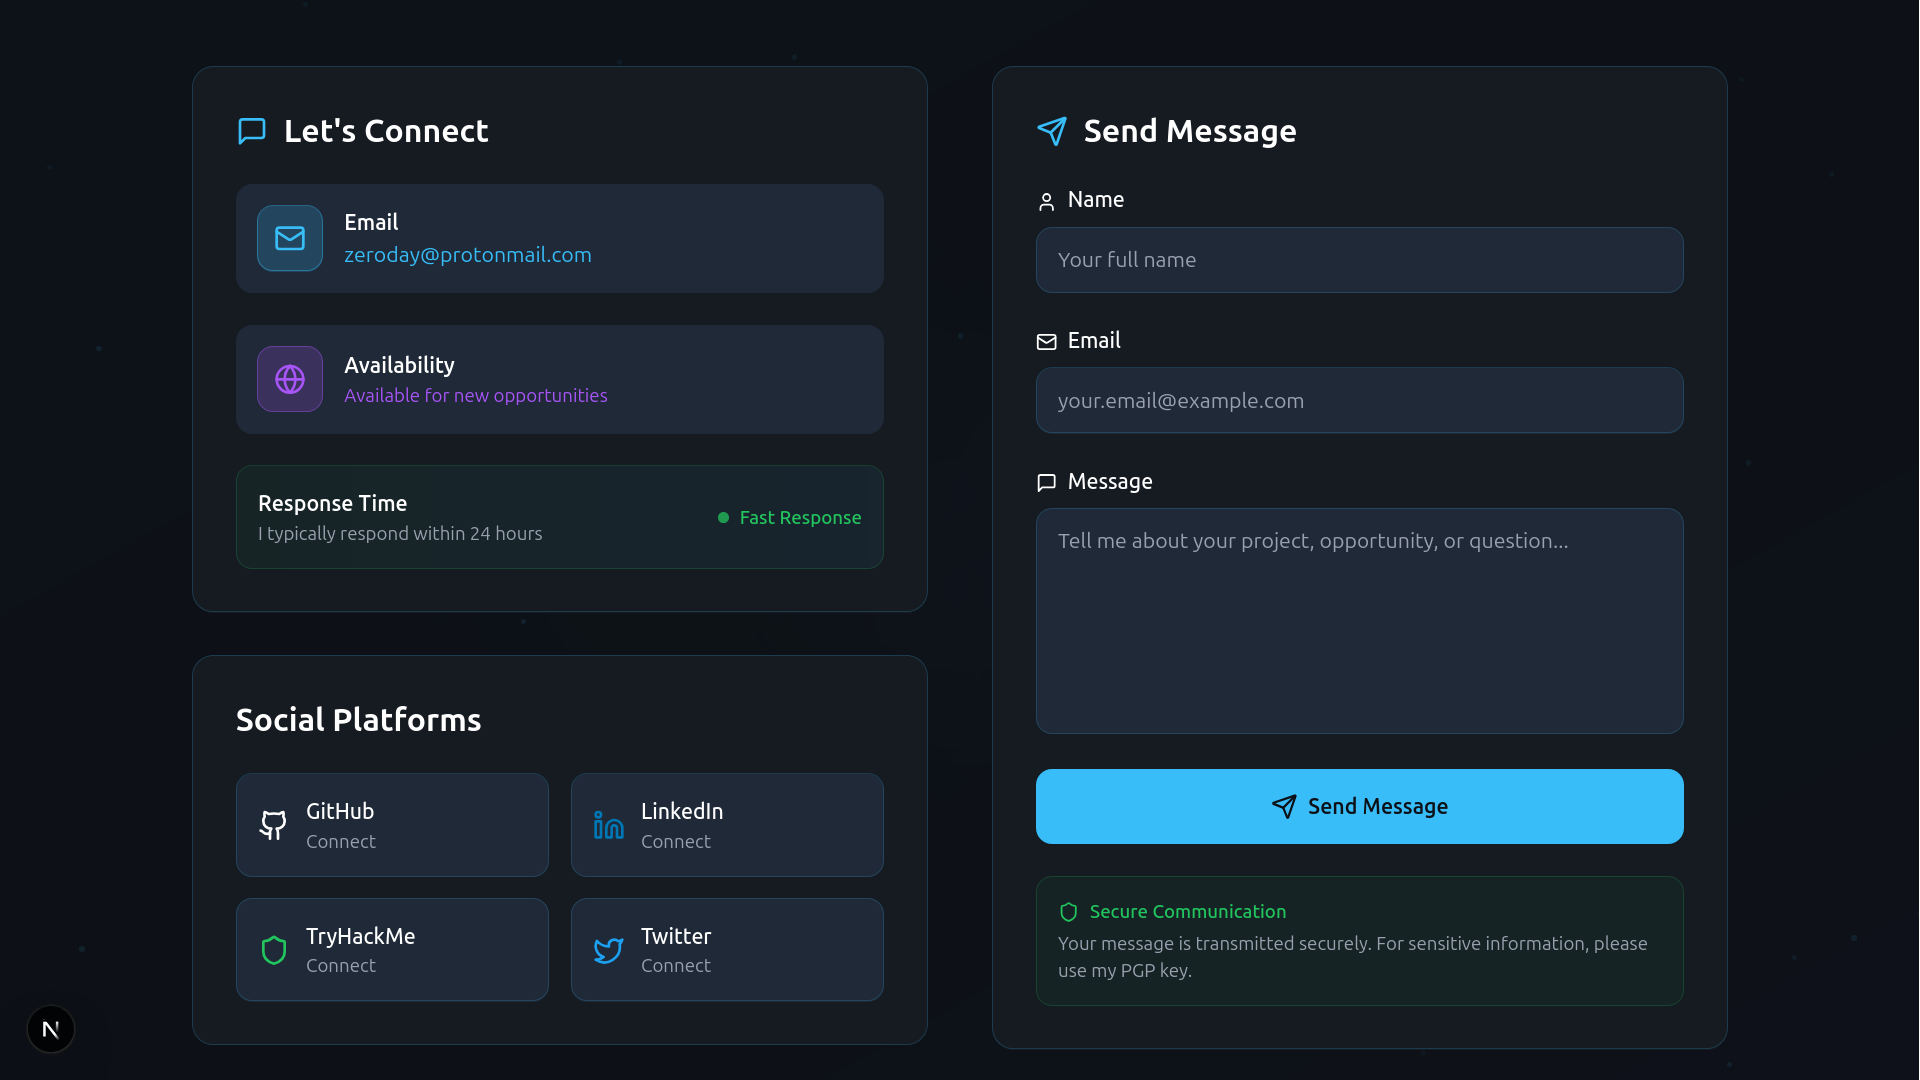 Let's Connect
Email
zeroday@protonmail.com
Availability
Available for new opportunities
Response Time
I typically respond within 24 hours
Fast Response
Social Platforms
GitHub
Connect
LinkedIn
Connect
TryHackMe
Connect
Twitter
Connect
N
Send Message
Name
Your full name
Email
your.email@example.com
Message
Tell me about your project, opportunity, or question...
Send Message
Secure Communication
Your message is transmitted securely. For sensitive information, please
use my PGP key.